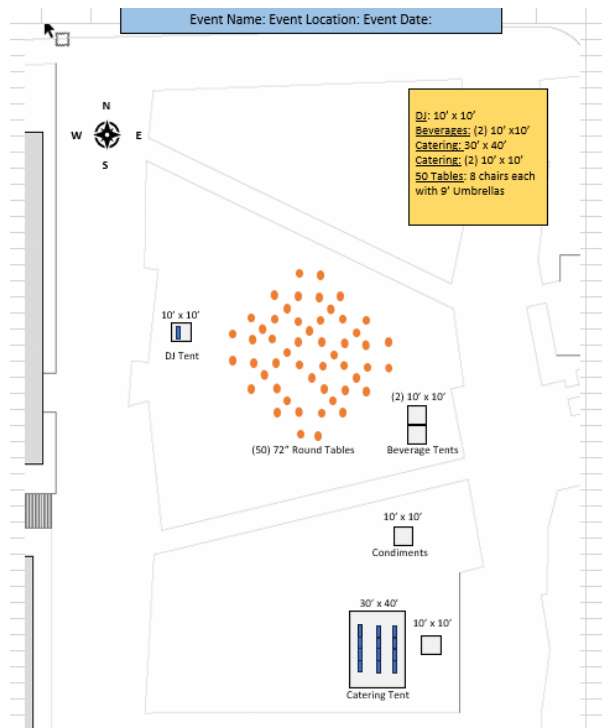 Event Name: Event Location: Event Date:
N
W E
S
DJ: 10' x 10'
Beverages: (2) 10' x10'
Catering: 30' x 40'
Catering: (2) 10' x 10'
50 Tables: 8 chairs each
with 9' Umbrellas
10' x 10'
DJ Tent
(2) 10' x 10'
(50) 72" Round Tables
Beverage Tents
10' x 10'
Condiments
30' x 40'
10' x 10'
Catering Tent